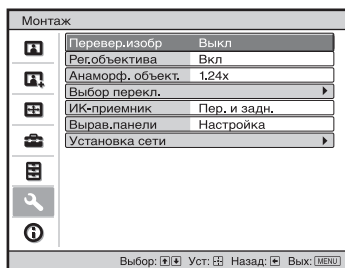 Монтаж
Перевер.изобр Выкл
Рег.объектива Вкл
Анаморф. объект. 1.24x
Выбор перекл.
ИК-приемник Пер. и задн.
Вырав.панели Настройка
Установка сети
Выбор: Уст: Назад: Вых: MENU